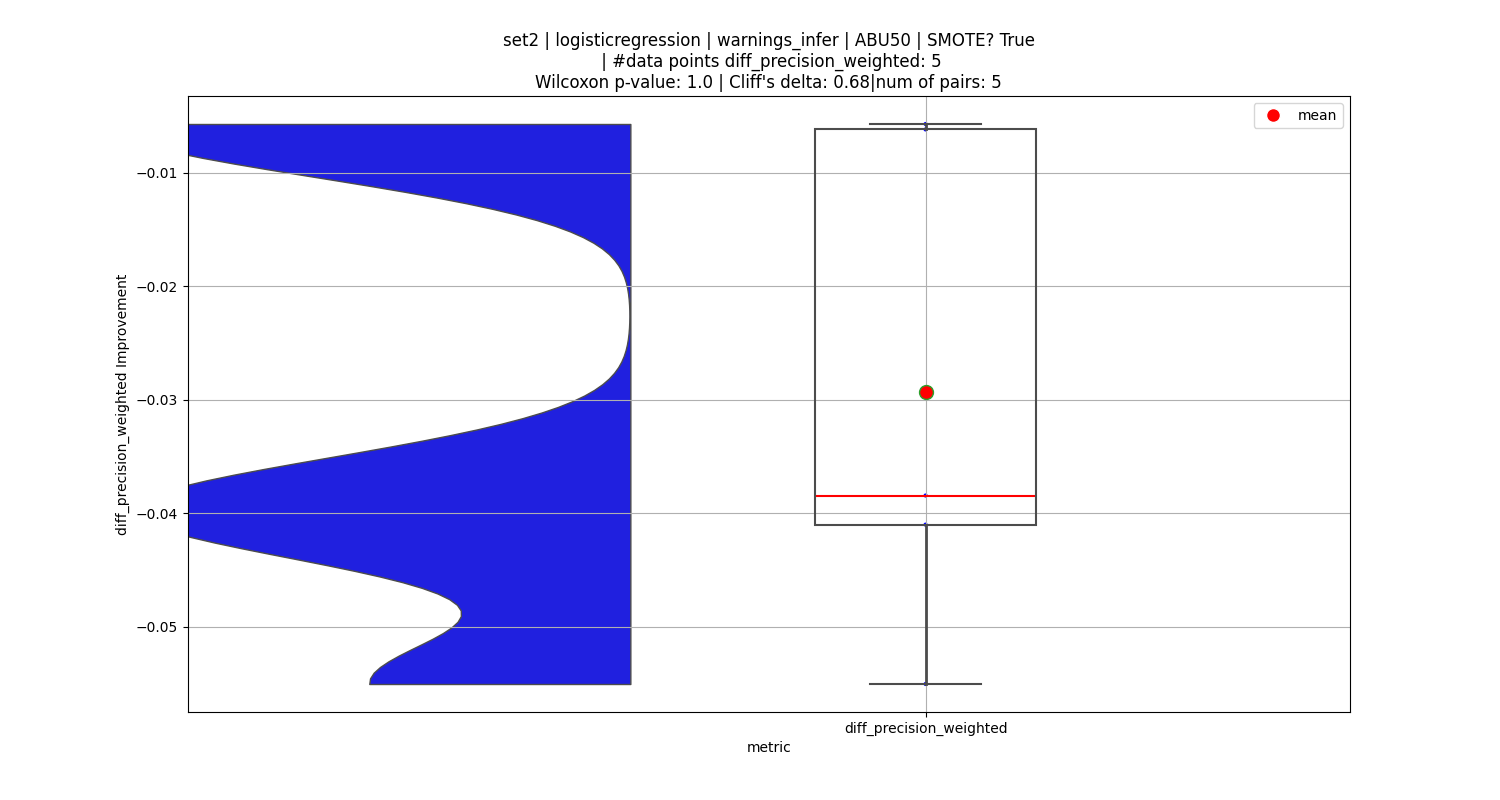 set2 | logisticregression | warnings_infer | ABU50 | SMOTE? True
| #data points diff_precision_weighted: 5
Wilcoxon p-value: 1.0 | Cliff's delta: 0.68|num of pairs: 5
mean
−0.01
−0.02
−0.03
−0.04
−0.05
diff_precision_weighted Improvement
diff_precision_weighted
metric